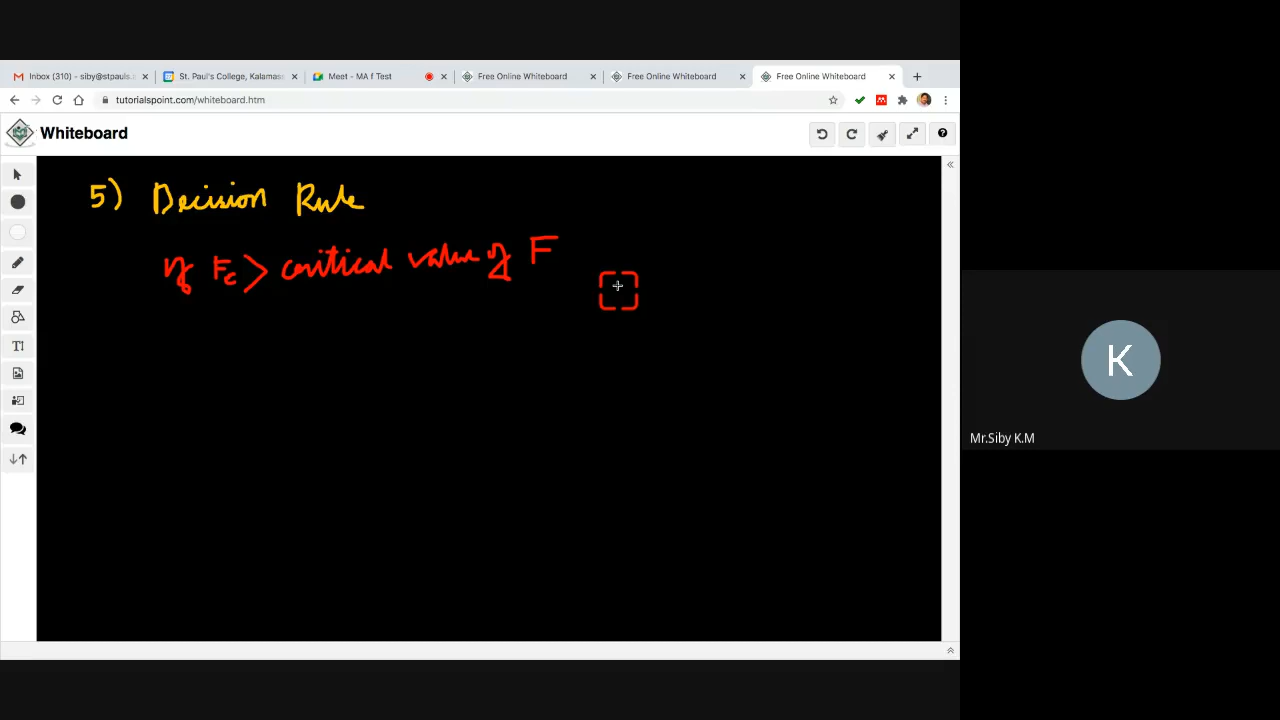 Inbox (310) - siby@stpauls.
St. Paul's College, Kalamas
Meet - MA f Test
Free Online Whiteboard
Free Online Whiteboard
Free Online Whiteboard
tutorialspoint.com/whiteboard.htm
Whiteboard
5) Decision Rule
if Fc > critical value of F
K
Mr.Siby K.M